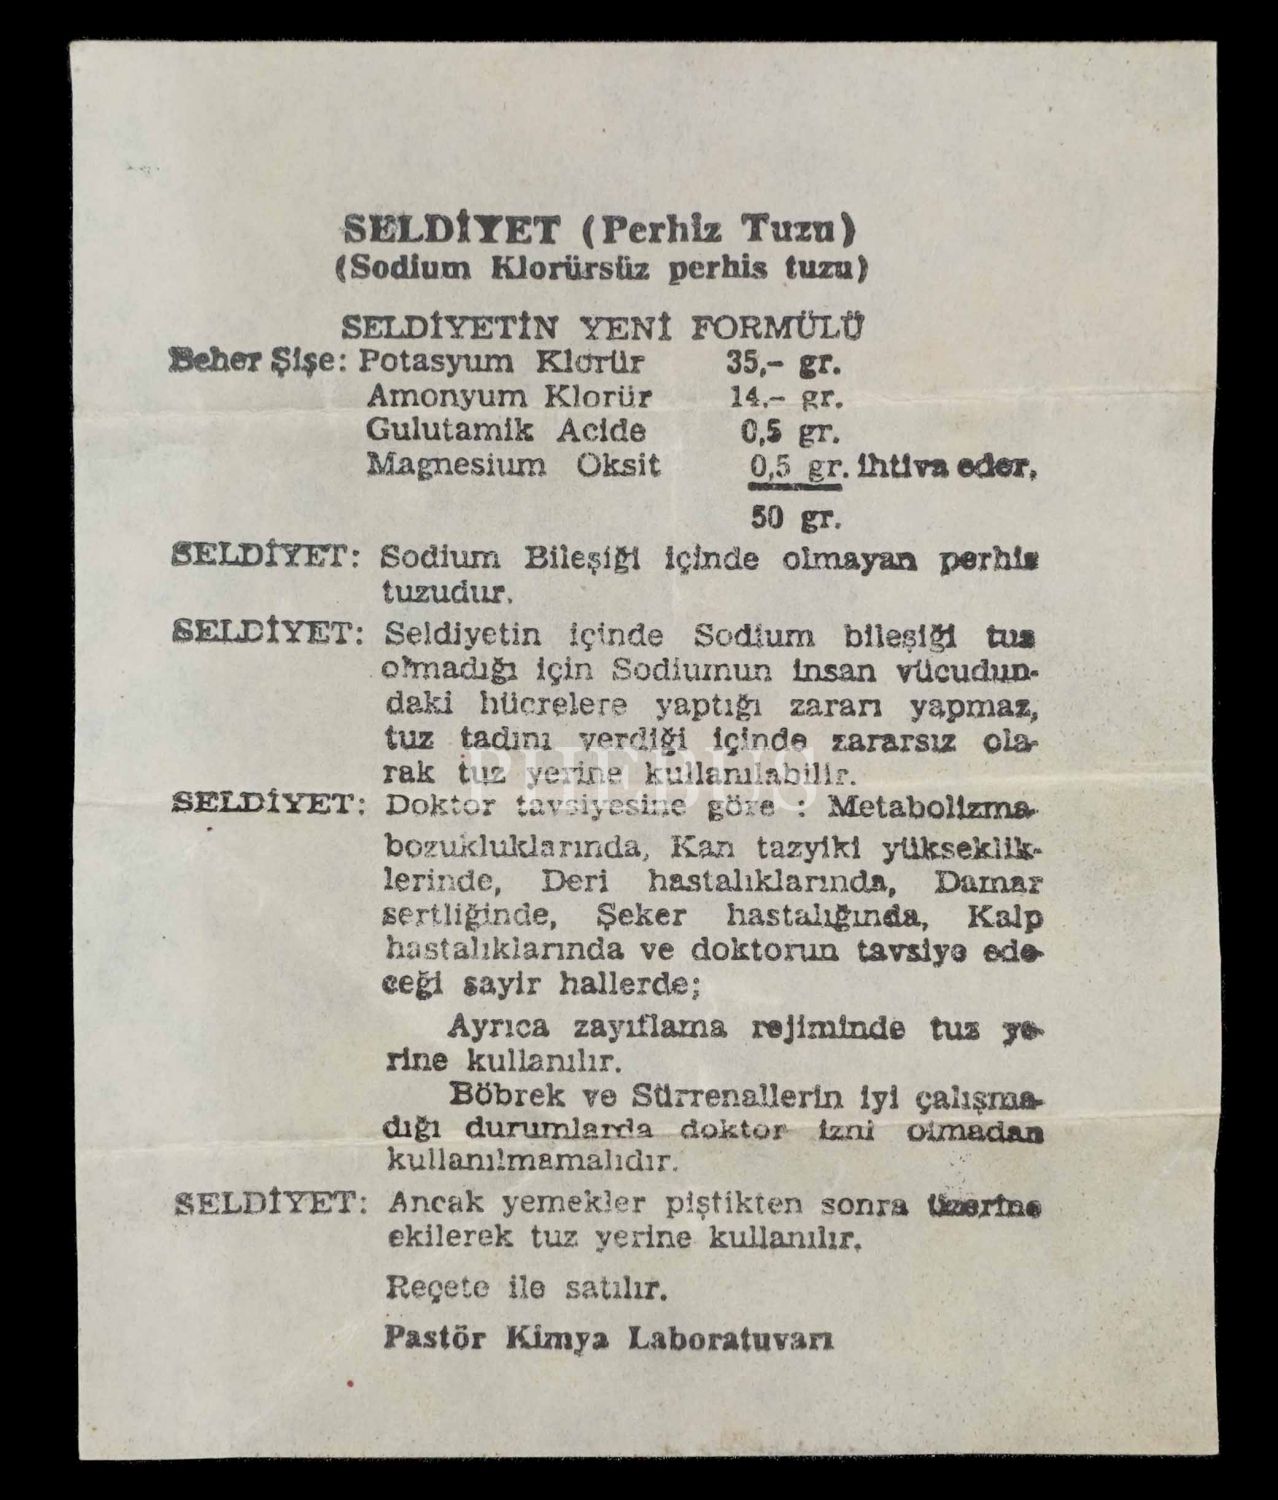 SELDİYET (Perhiz Tuzu)
(Sodium Klorürsüz perhis tuzu)
SELDİYETİN YENİ FORMÜLÜ
Beher Şişe: Potasyum Klorür 35,- gr.
Amonyum Klorür 14.- gr.
Gulutamik Acide 0,5 gr.
Magnesium Oksit 0,5 gr. ihtiva eder.
50 gr.
SELDİYET: Sodium Bileşiği içinde olmayan perhis
tuzudur.
SELDİYET: Seldiyetin içinde Sodium bileşiği tuz
olmadığı için Sodiumun insan vücudun-
daki hücrelere yaptığı zararı yapmaz,
tuz tadını verdiği içinde zararsız ola-
rak tuz yerine kullanılabilir.
PHEBUS
SELDİYET: Doktor tavsiyesine göre : Metabolizma
bozukluklarında, Kan tazyiki yükseklik-
lerinde, Deri hastalıklarında, Damar
sertliğinde, Şeker hastalığında, Kalp
hastalıklarında ve doktorun tavsiye ede-
ceği sayir hallerde;
Ayrıca zayıflama rejiminde tuz ye-
rine kullanılır.
Böbrek ve Sürrenallerin iyi çalışma-
dığı durumlarda doktor izni olmadan
kullanılmamalıdır.
SELDİYET: Ancak yemekler piştikten sonra üzerine
ekilerek tuz yerine kullanılır.
Reçete ile satılır.
Pastör Kimya Laboratuvarı